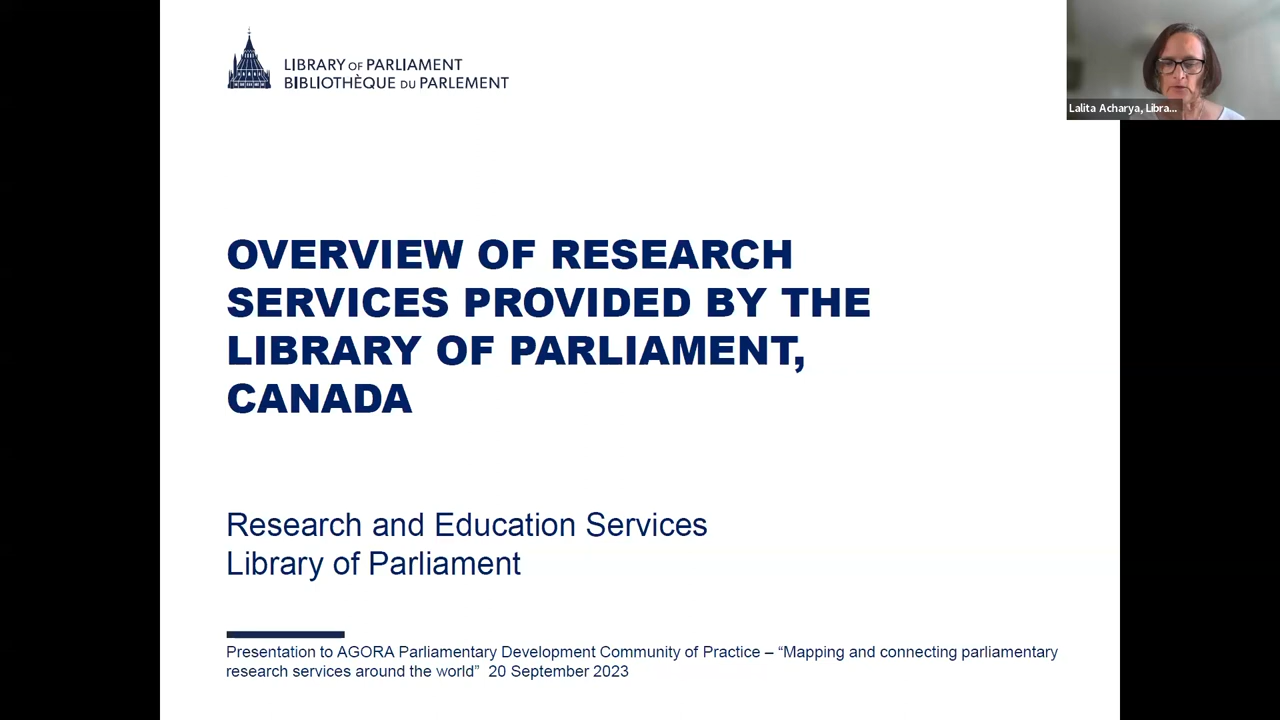 LIBRARY OF PARLIAMENT
BIBLIOTHÈQUE DU PARLEMENT
Lalita Acharya, Libra...
OVERVIEW OF RESEARCH
SERVICES PROVIDED BY THE
LIBRARY OF PARLIAMENT,
CANADA
Research and Education Services
Library of Parliament
Presentation to AGORA Parliamentary Development Community of Practice – “Mapping and connecting parliamentary
research services around the world” 20 September 2023